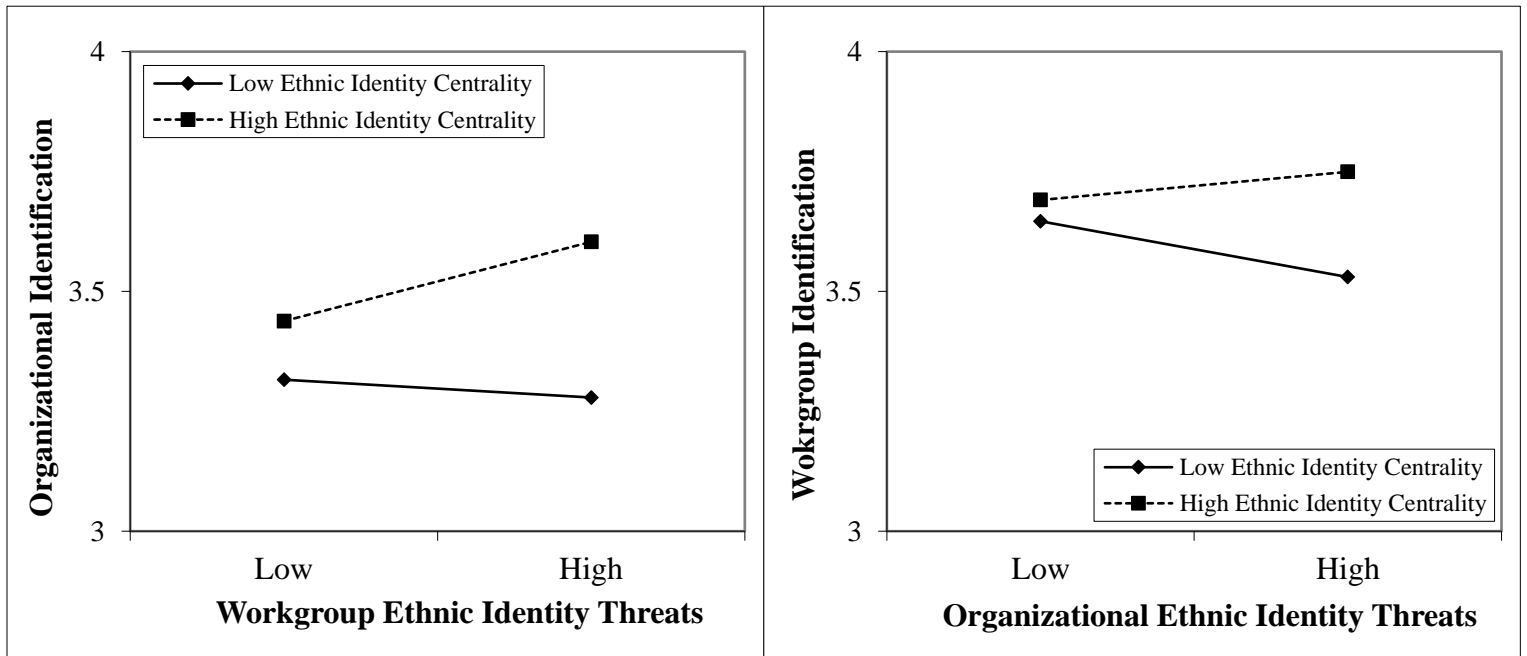 Organizational Identification
4
3.5
3
Low Ethnic Identity Centrality
High Ethnic Identity Centrality
Low
High
Workgroup Ethnic Identity Threats
Wokrgroup Identification
4
3.5
3
Low Ethnic Identity Centrality
High Ethnic Identity Centrality
Low
High
Organizational Ethnic Identity Threats